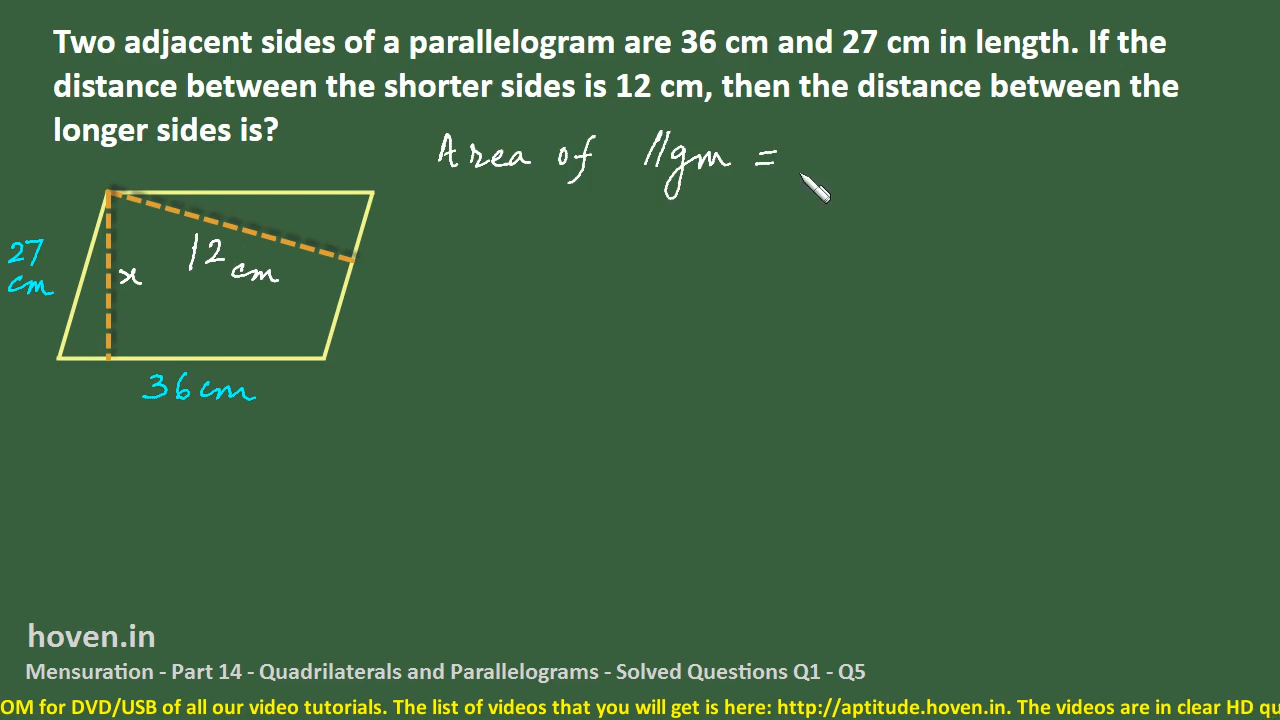 Two adjacent sides of a parallelogram are 36 cm and 27 cm in length. If the
distance between the shorter sides is 12 cm, then the distance between the
longer sides is?
Area of //gm =
27
cm
x
12 cm
36 cm
hoven.in
Mensuration - Part 14 - Quadrilaterals and Parallelograms - Solved Questions Q1 - Q5
OM for DVD/USB of all our video tutorials. The list of videos that you will get is here: http://aptitude.hoven.in. The videos are in clear HD qu